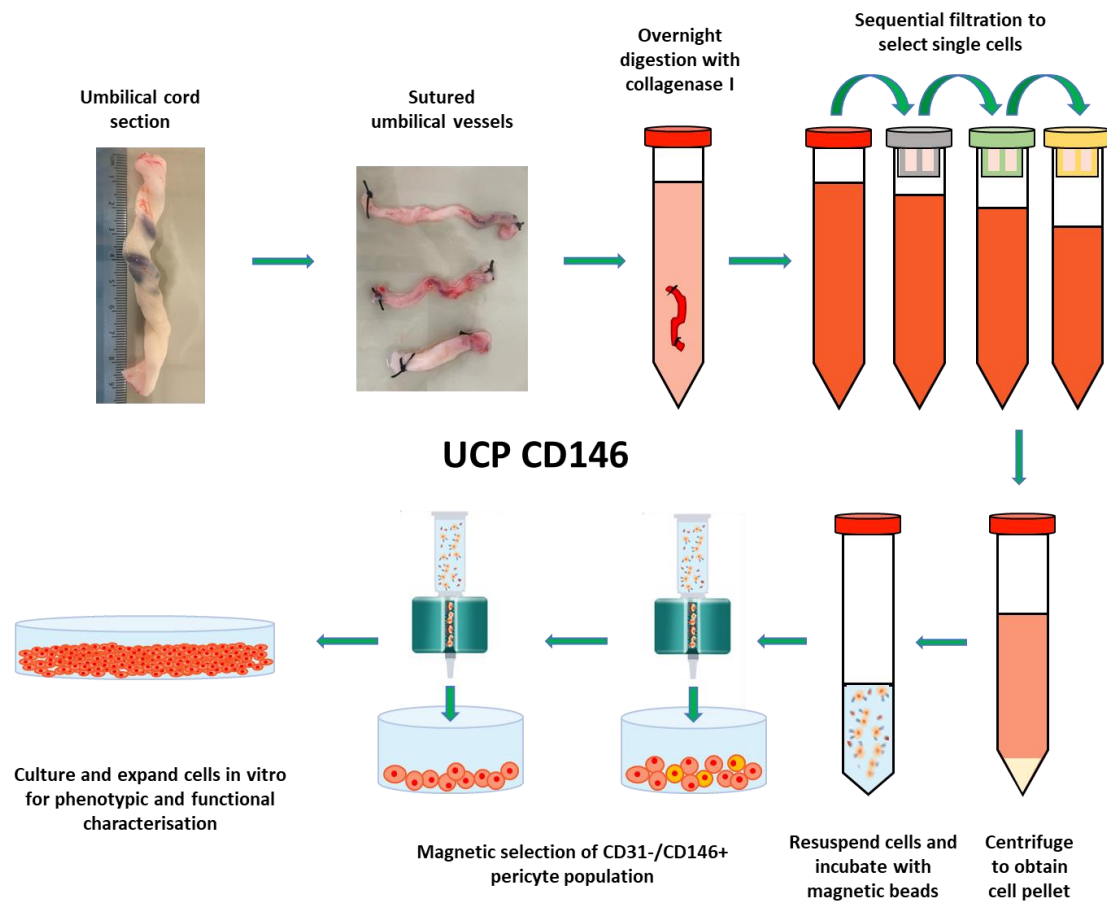 Umbilical cord
section
Sutured
umbilical vessels
Overnight
digestion with
collagenase I
Sequential filtration to
select single cells
UCP CD146
Culture and expand cells in vitro
for phenotypic and functional
characterisation
Magnetic selection of CD31-/CD146+
pericyte population
Resuspend cells and
incubate with
magnetic beads
Centrifuge
to obtain
cell pellet